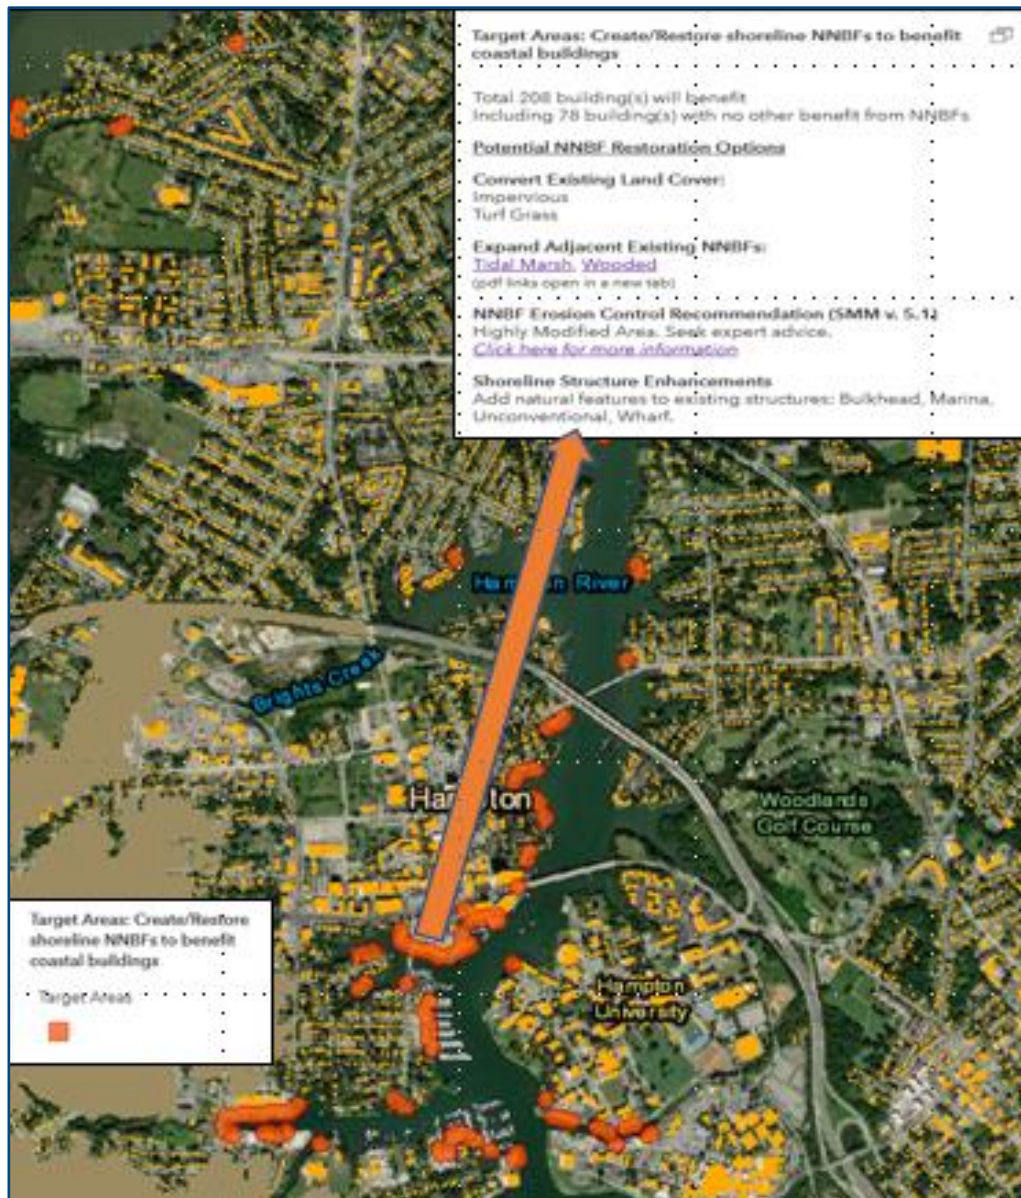 Target Areas: Create/Restore shoreline NNBFs to benefit
coastal buildings
Total 208 building(s) will benefit
Including 78 building(s) with no other benefit from NNBFs
Potential NNBF Restoration Options
Convert Existing Land Cover:
Impervious
Turf Grass
Expand Adjacent Existing NNBFs:
Tidal Marsh, Wooded
(pdf links open in a new tab)
NNBF Erosion Control Recommendation (SMM v. 5.1)
Highly Modified Area. Seek expert advice.
Click here for more information
Shoreline Structure Enhancements
Add natural features to existing structures: Bulkhead, Marina,
Unconventional, Wharf.
Hampton River
Brights Creek
Hampton
Woodlands
Golf Course
Hampton
University
Target Areas: Create/Restore
shoreline NNBFs to benefit
coastal buildings
Target Areas